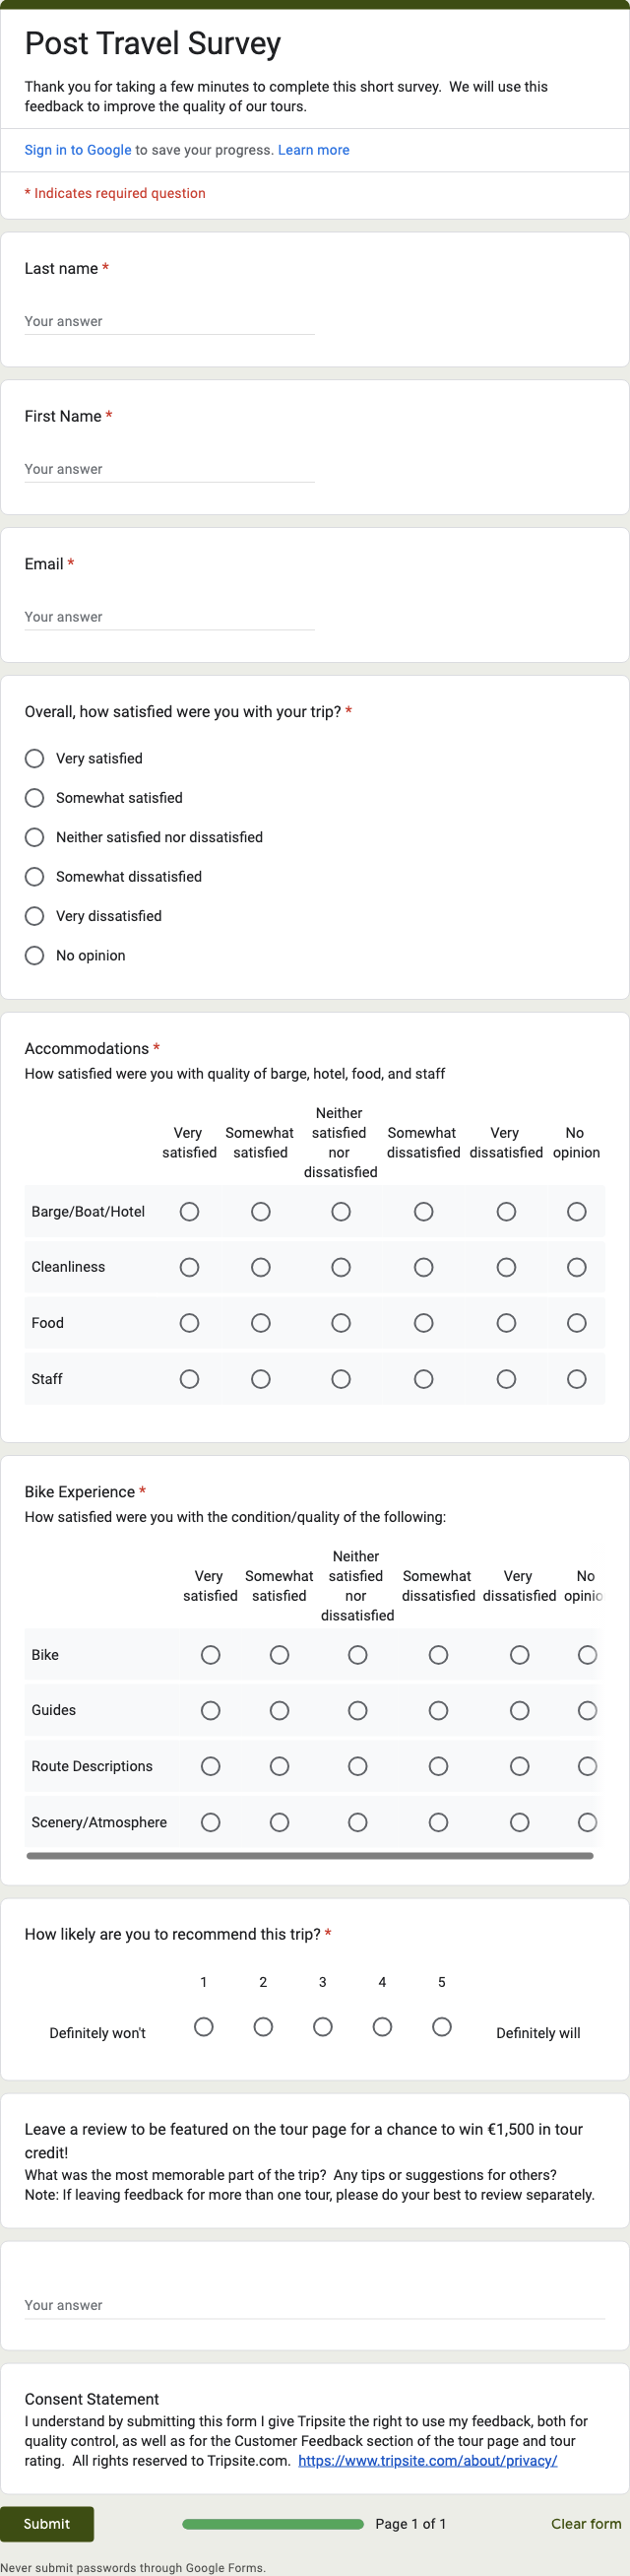 Post Travel Survey
Thank you for taking a few minutes to complete this short survey.  We will use this
feedback to improve the quality of our tours.
Sign in to Google to save your progress. Learn more
* Indicates required question
Last name *
Your answer
First Name *
Your answer
Email *
Your answer
Overall, how satisfied were you with your trip? *
Very satisfied
Somewhat satisfied
Neither satisfied nor dissatisfied
Somewhat dissatisfied
Very dissatisfied
No opinion
Accommodations *
How satisfied were you with quality of barge, hotel, food, and staff
Neither
Very Somewhat satisfied Somewhat Very No
satisfied satisfied nor dissatisfied dissatisfied opinion
dissatisfied
Barge/Boat/Hotel
Cleanliness
Food
Staff
Bike Experience *
How satisfied were you with the condition/quality of the following:
Neither
Very Somewhat satisfied Somewhat Very No
satisfied satisfied nor dissatisfied dissatisfied opinio
dissatisfied
Bike
Guides
Route Descriptions
Scenery/Atmosphere
How likely are you to recommend this trip? *
1 2 3 4 5
Definitely won't Definitely will
Leave a review to be featured on the tour page for a chance to win €1,500 in tour
credit!
What was the most memorable part of the trip?  Any tips or suggestions for others?
Note: If leaving feedback for more than one tour, please do your best to review separately.
Your answer
Consent Statement
I understand by submitting this form I give Tripsite the right to use my feedback, both for
quality control, as well as for the Customer Feedback section of the tour page and tour
rating.  All rights reserved to Tripsite.com.  https://www.tripsite.com/about/privacy/
Submit Page 1 of 1 Clear form
Never submit passwords through Google Forms.